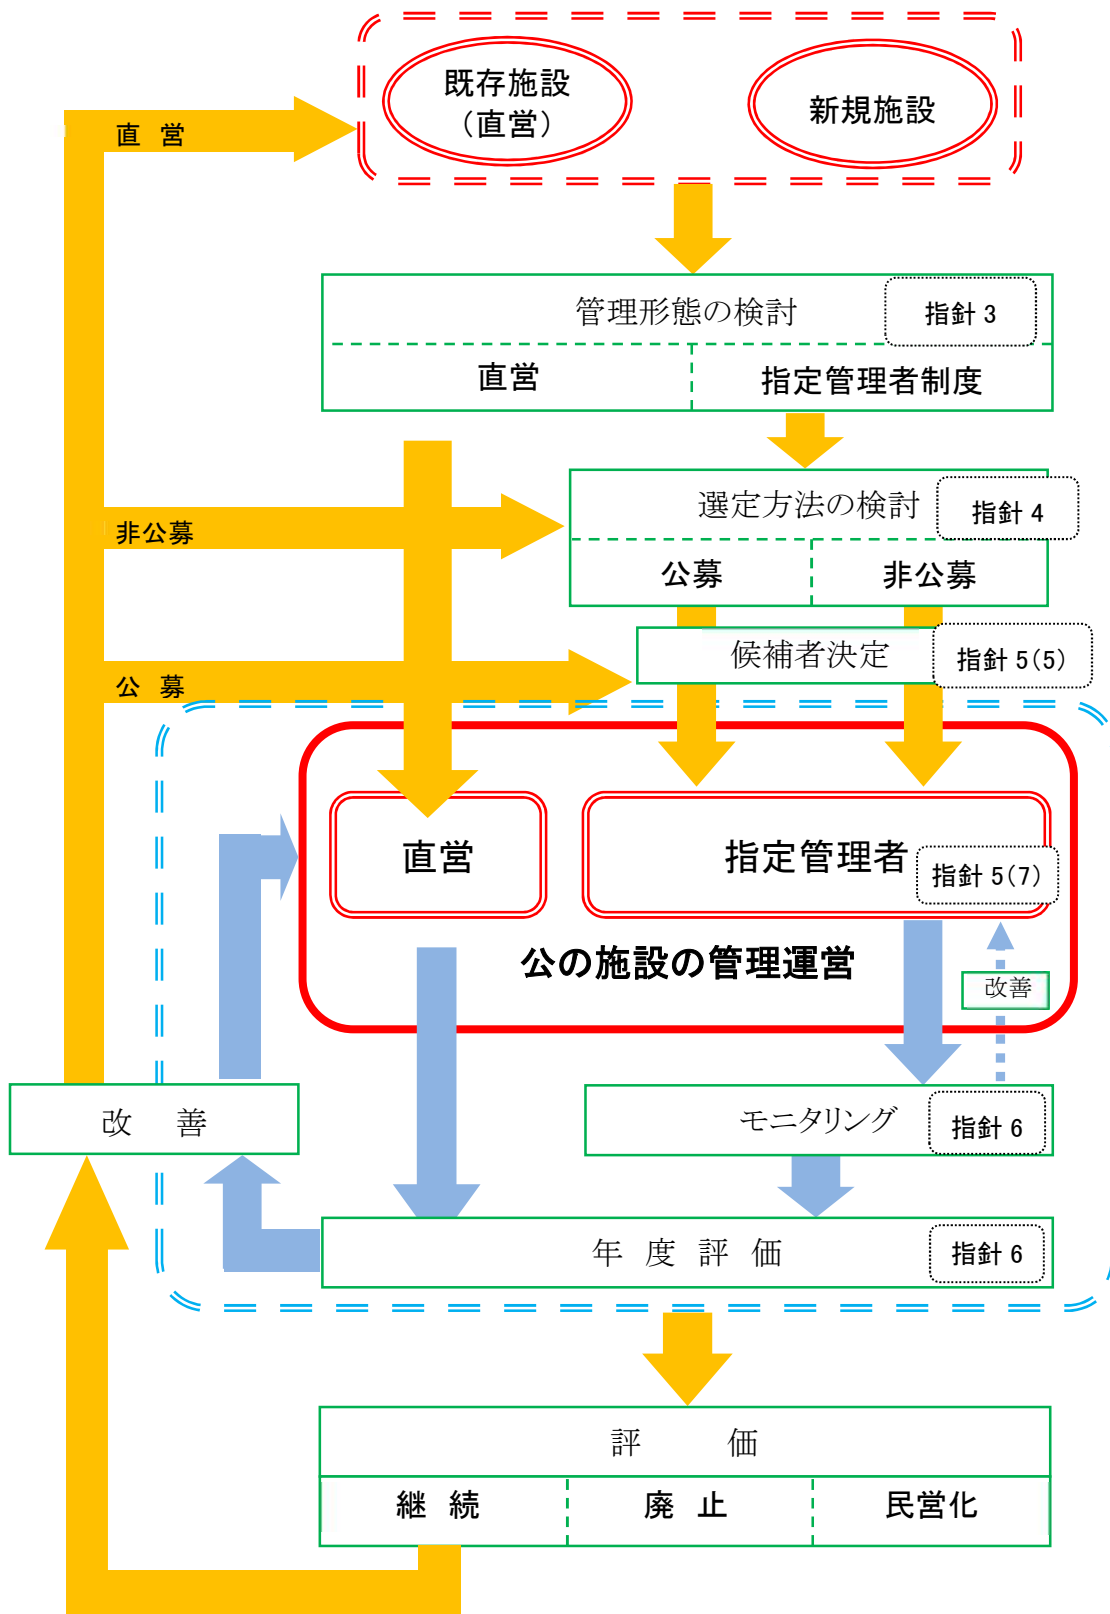 既存施設
（直営）
新規施設
直 営
管理形態の検討
指針 3
直営
指定管理者制度
選定方法の検討
指針 4
非公募
公募
非公募
候補者決定
指針 5(5)
公 募
直営
指定管理者
指針 5(7)
公の施設の管理運営
改善
改 善
モニタリング
指針 6
年 度 評 価
指針 6
評 価
継 続
廃 止
民営化